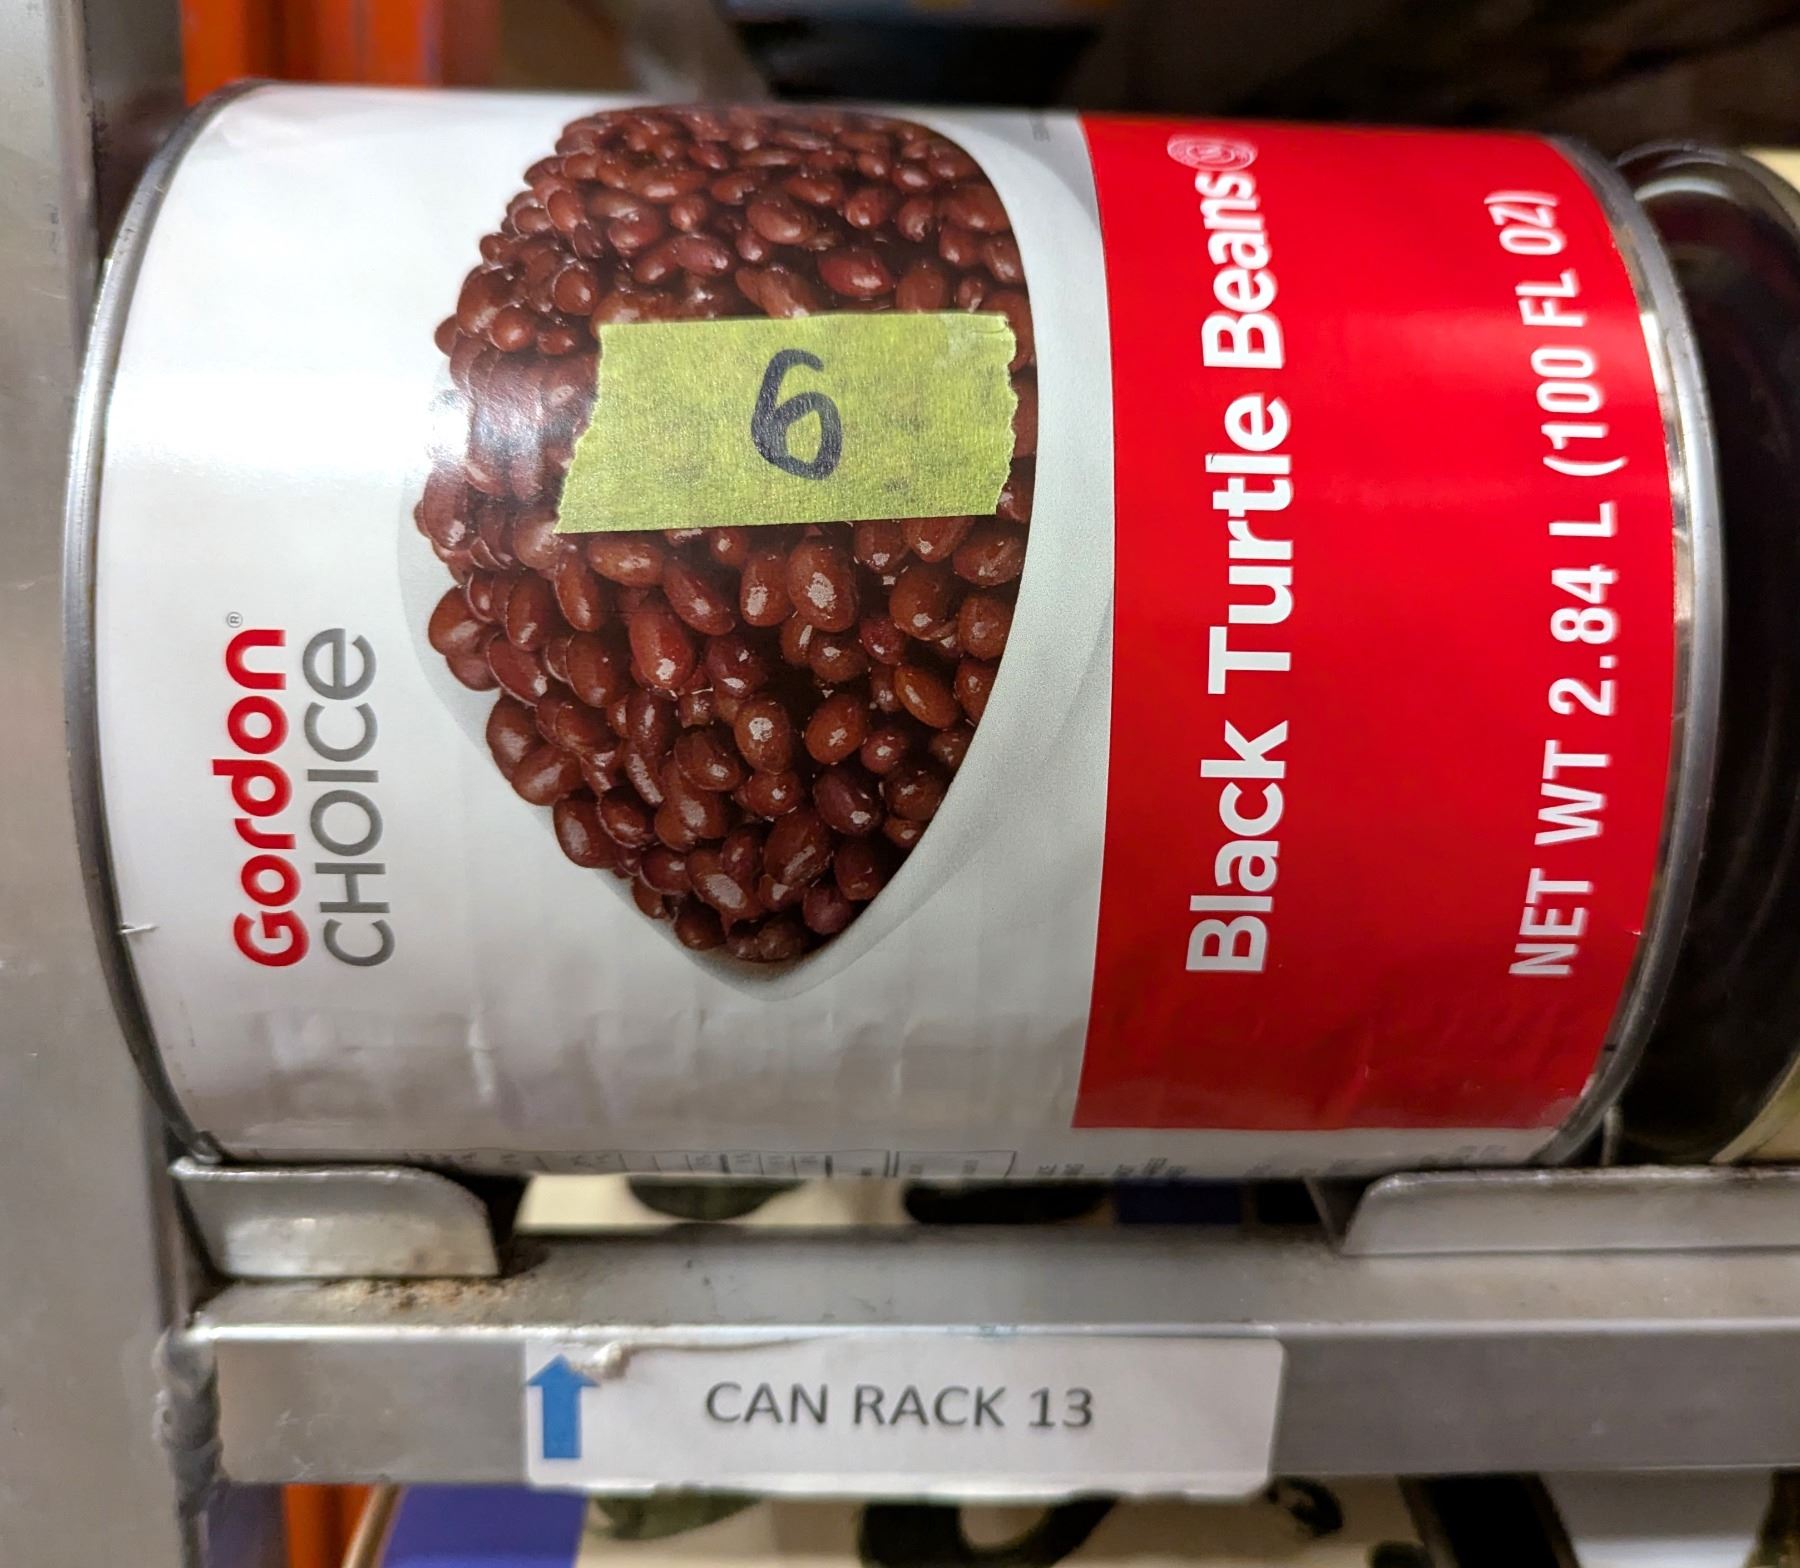 Gordon®
CHOICE
6
Black Turtle Beans
NET WT 2.84 L (100 FL OZ)
CAN RACK 13